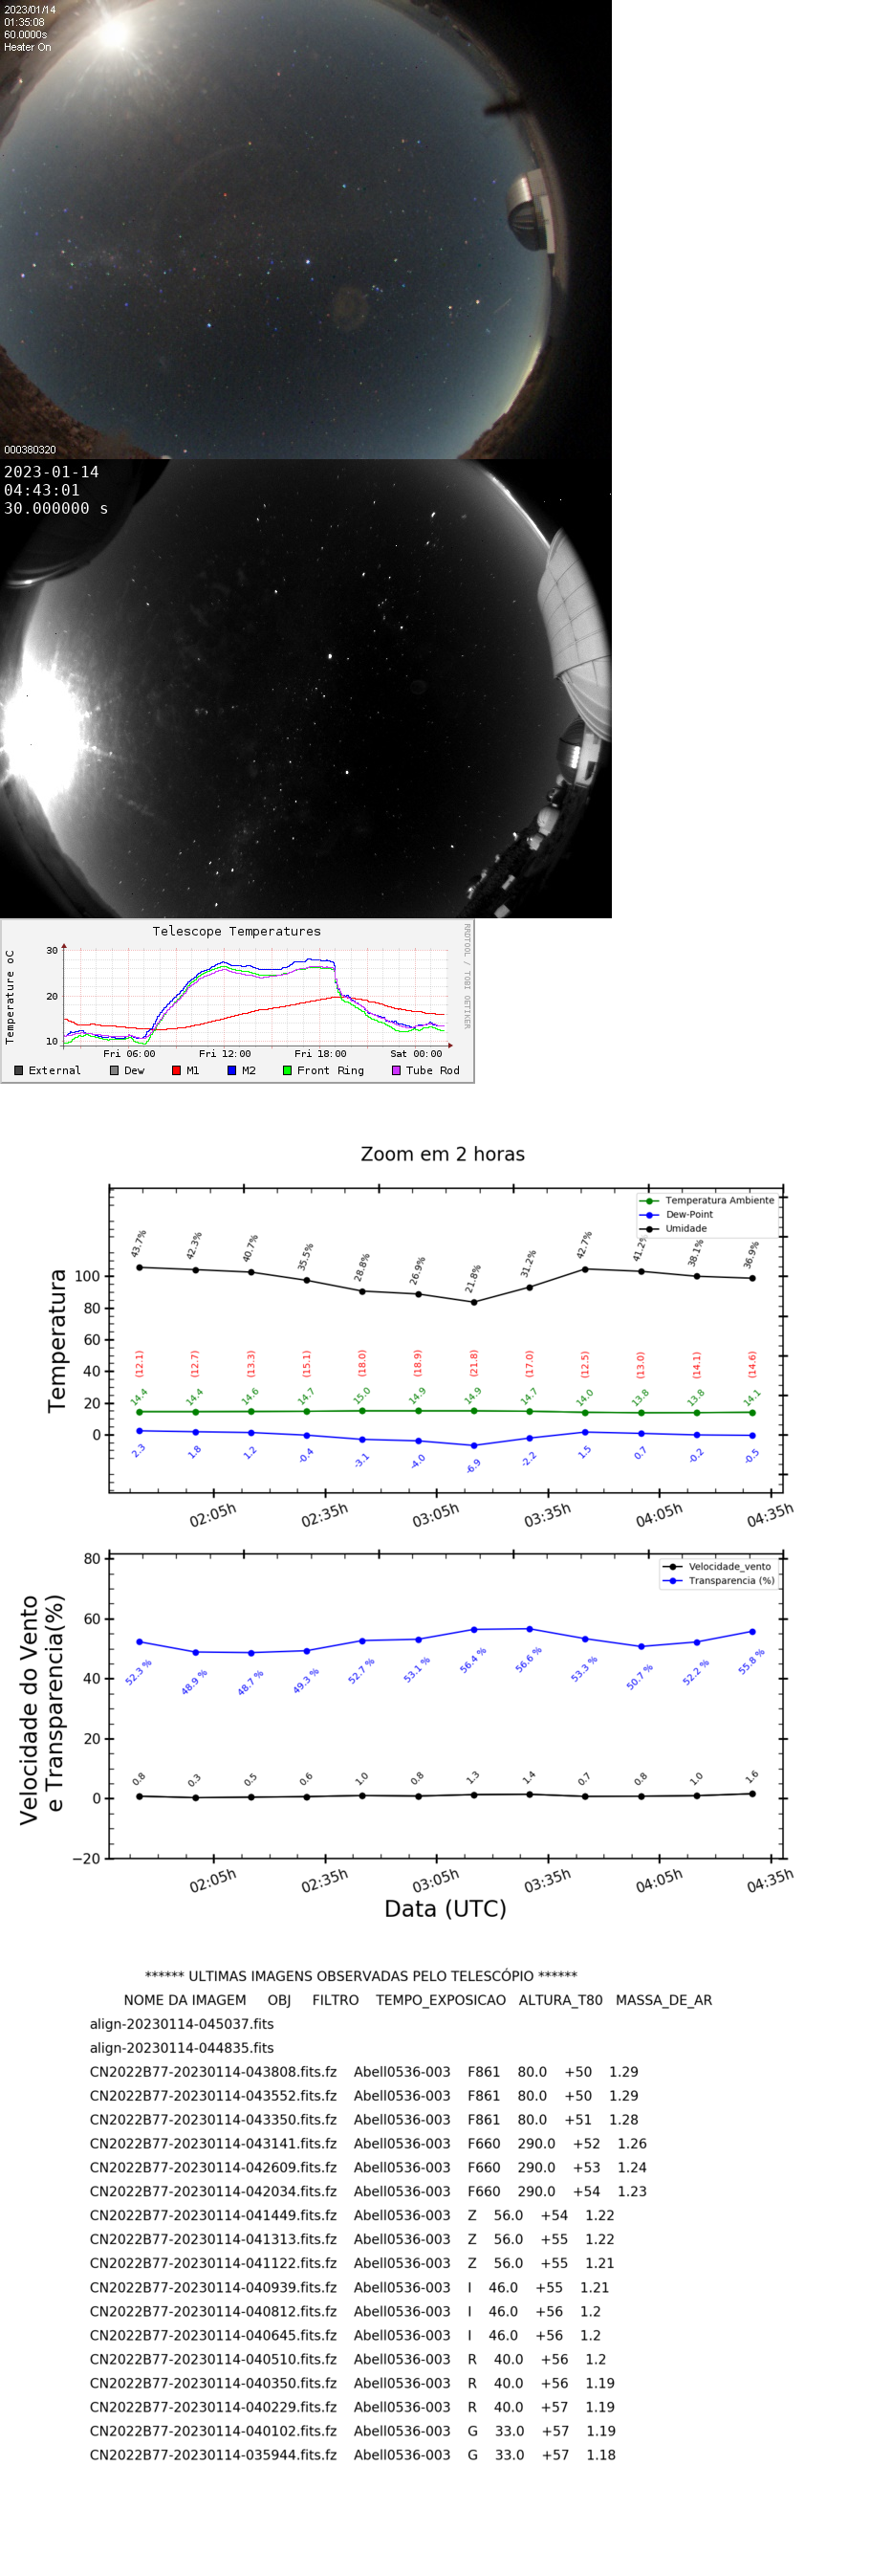 2023/01/14
01:35:08
60.0000s
Heater On
000380320
2023-01-14
04:43:01
30.000000 s
Telescope Temperatures
RRDTOOL / TOBI OETIKER
Temperature oC
30
20
10
Fri 06:00 Fri 12:00 Fri 18:00 Sat 00:00
External Dew M1 M2 Front Ring Tube Rod
Zoom em 2 horas
Temperatura Ambiente
Dew-Point
Umidade
Temperatura
100
80
60
40
20
0
43.7% 42.3% 40.7% 35.5% 28.8% 26.9% 21.8% 31.2% 42.7% 41.2% 38.1% 36.9%
(12.1) (12.7) (13.3) (15.1) (18.0) (18.9) (21.8) (17.0) (12.5) (13.0) (14.1) (14.6)
14.4 14.4 14.6 14.7 15.0 14.9 14.9 14.7 14.0 13.8 13.8 14.1
2.3 1.8 1.2 -0.4 -3.1 -4.0 -6.9 -2.2 1.5 0.7 -0.2 -0.5
02:05h 02:35h 03:05h 03:35h 04:05h 04:35h
Velocidade_vento
Transparencia (%)
Velocidade do Vento
e Transparencia(%)
80
60
40
20
0
−20
52.3 % 48.9 % 48.7 % 49.3 % 52.7 % 53.1 % 56.4 % 56.6 % 53.3 % 50.7 % 52.2 % 55.8 %
0.8 0.3 0.5 0.6 1.0 0.8 1.3 1.4 0.7 0.8 1.0 1.6
02:05h 02:35h 03:05h 03:35h 04:05h 04:35h
Data (UTC)
****** ULTIMAS IMAGENS OBSERVADAS PELO TELESCÓPIO ******
NOME DA IMAGEM OBJ FILTRO TEMPO_EXPOSICAO ALTURA_T80 MASSA_DE_AR
align-20230114-045037.fits
align-20230114-044835.fits
CN2022B77-20230114-043808.fits.fz Abell0536-003 F861 80.0 +50 1.29
CN2022B77-20230114-043552.fits.fz Abell0536-003 F861 80.0 +50 1.29
CN2022B77-20230114-043350.fits.fz Abell0536-003 F861 80.0 +51 1.28
CN2022B77-20230114-043141.fits.fz Abell0536-003 F660 290.0 +52 1.26
CN2022B77-20230114-042609.fits.fz Abell0536-003 F660 290.0 +53 1.24
CN2022B77-20230114-042034.fits.fz Abell0536-003 F660 290.0 +54 1.23
CN2022B77-20230114-041449.fits.fz Abell0536-003 Z 56.0 +54 1.22
CN2022B77-20230114-041313.fits.fz Abell0536-003 Z 56.0 +55 1.22
CN2022B77-20230114-041122.fits.fz Abell0536-003 Z 56.0 +55 1.21
CN2022B77-20230114-040939.fits.fz Abell0536-003 I 46.0 +55 1.21
CN2022B77-20230114-040812.fits.fz Abell0536-003 I 46.0 +56 1.2
CN2022B77-20230114-040645.fits.fz Abell0536-003 I 46.0 +56 1.2
CN2022B77-20230114-040510.fits.fz Abell0536-003 R 40.0 +56 1.2
CN2022B77-20230114-040350.fits.fz Abell0536-003 R 40.0 +56 1.19
CN2022B77-20230114-040229.fits.fz Abell0536-003 R 40.0 +57 1.19
CN2022B77-20230114-040102.fits.fz Abell0536-003 G 33.0 +57 1.19
CN2022B77-20230114-035944.fits.fz Abell0536-003 G 33.0 +57 1.18